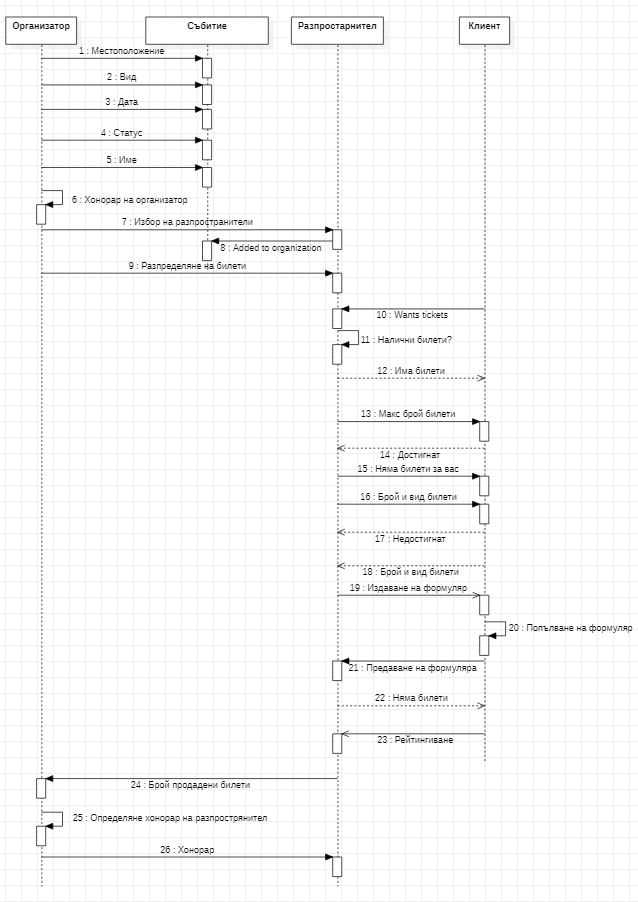 Организатор
Събитие
Разпростарнител
Клиент
1 : Местоположение
2 : Вид
3 : Дата
4 : Статус
5 : Име
6 : Хонорар на организатор
7 : Избор на разпространители
8 : Added to organization
9 : Разпределяне на билети
10 : Wants tickets
11 : Налични билети?
12 : Има билети
13 : Макс брой билети
14 : Достигнат
15 : Няма билети за вас
16 : Брой и вид билети
17 : Недостигнат
18 : Брой и вид билети
19 : Издаване на формуляр
20 : Попълване на формуляр
21 : Предаване на формуляра
22 : Няма билети
23 : Рейтингиване
24 : Брой продадени билети
25 : Определяне хонорар на разпрострянител
26 : Хонорар